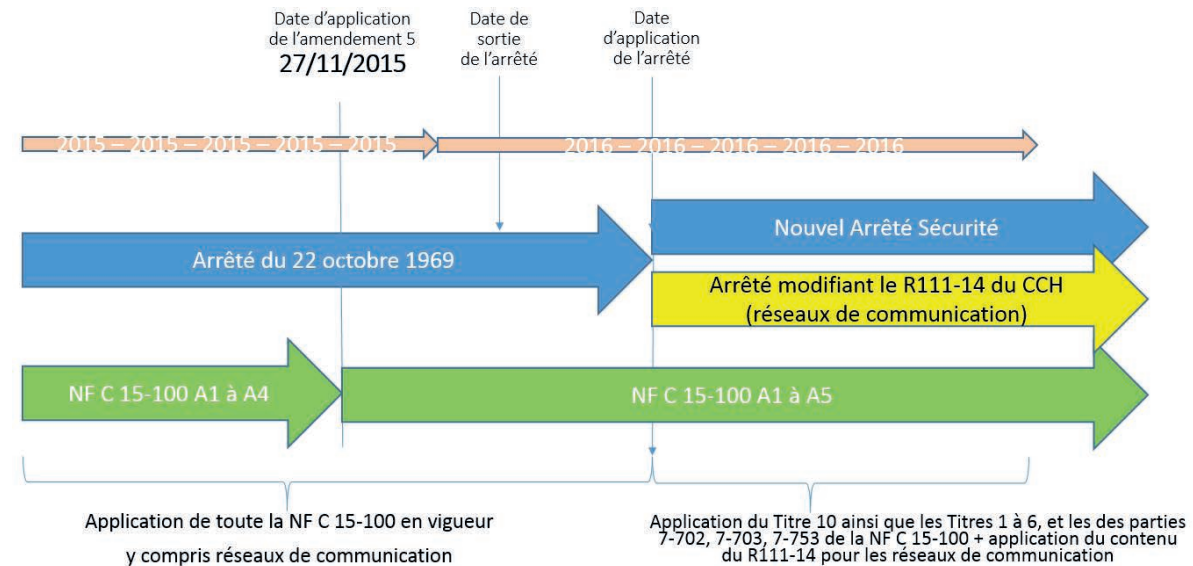 Date d'application
de l'amendement 5
27/11/2015
Date de
sortie
de l'arrêté
Date
d'application
de l'arrêté
2015 – 2015 – 2015 – 2015 – 2015
2016 – 2016 – 2016 – 2016 – 2016
Arrêté du 22 octobre 1969
Nouvel Arrêté Sécurité
Arrêté modifiant le R111-14 du CCH
(réseaux de communication)
NF C 15-100 A1 à A4
NF C 15-100 A1 à A5
Application de toute la NF C 15-100 en vigueur
y compris réseaux de communication
Application du Titre 10 ainsi que les Titres 1 à 6, et les des parties
7-702, 7-703, 7-753 de la NF C 15-100 + application du contenu
du R111-14 pour les réseaux de communication